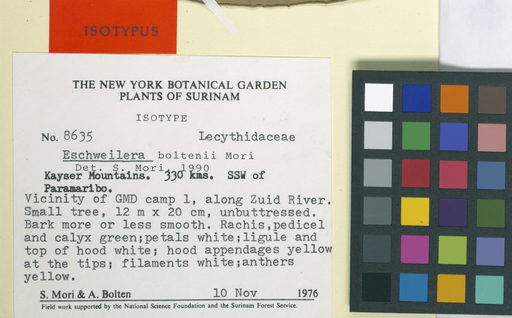 ISOTYPUS
THE NEW YORK BOTANICAL GARDEN
PLANTS OF SURINAM
ISOTYPE
No. 8635 Lecythidaceae
Eschweilera boltenii Mori
Det. S. Mori, 1990
Kayser Mountains. 330 kms. SSW of
Paramaribo.
Vicinity of GMD camp 1, along Zuid River.
Small tree, 12 m x 20 cm, unbuttressed.
Bark more or less smooth. Rachis,pedicel
and calyx green;petals white;ligule and
top of hood white; hood appendages yellow
at the tips; filaments white;anthers
yellow.
S. Mori & A. Bolten 10 Nov 1976
Field work supported by the National Science Foundation and the Surinam Forest Service.